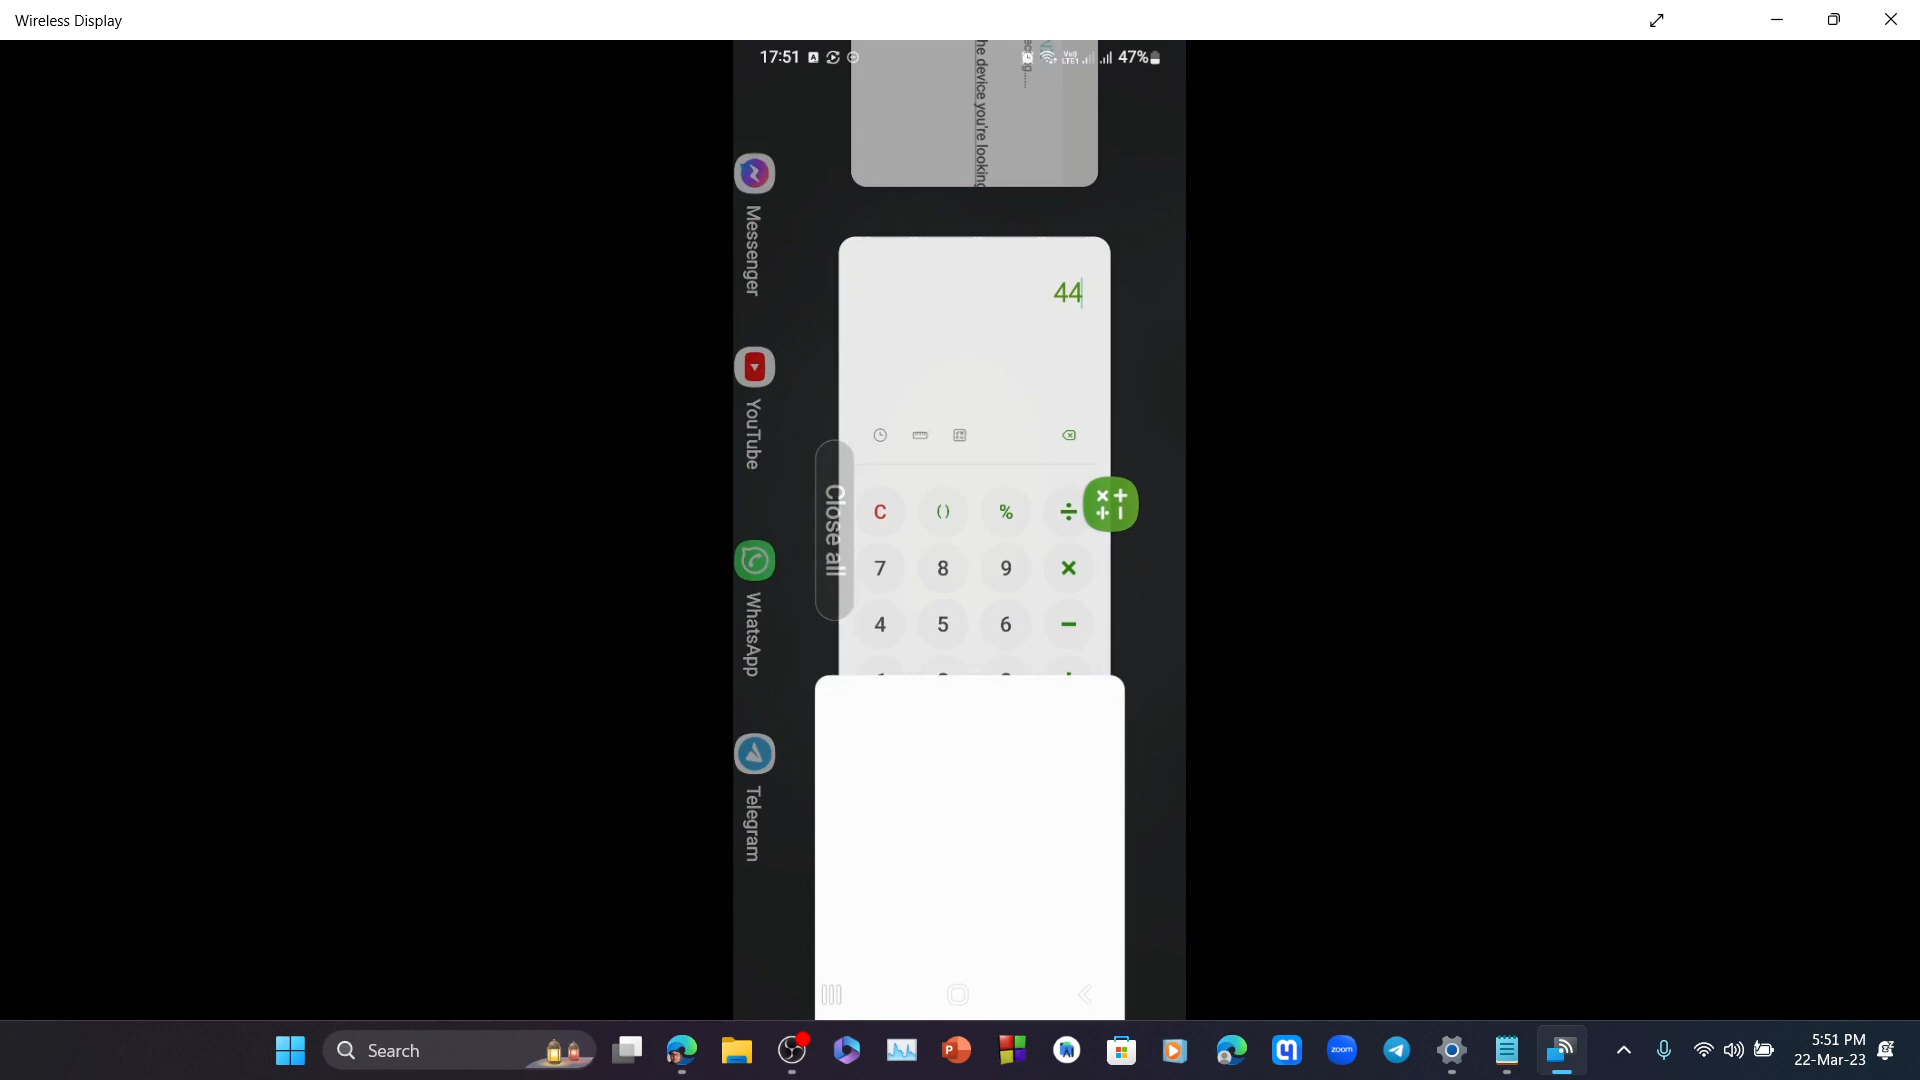 Wireless Display
17:51
47%
he device you're looking
Messenger
YouTube
WhatsApp
Telegram
44
Close all
C () % ÷
7 8 9 ×
4 5 6 −
Search
zoom
5:51 PM
22-Mar-23